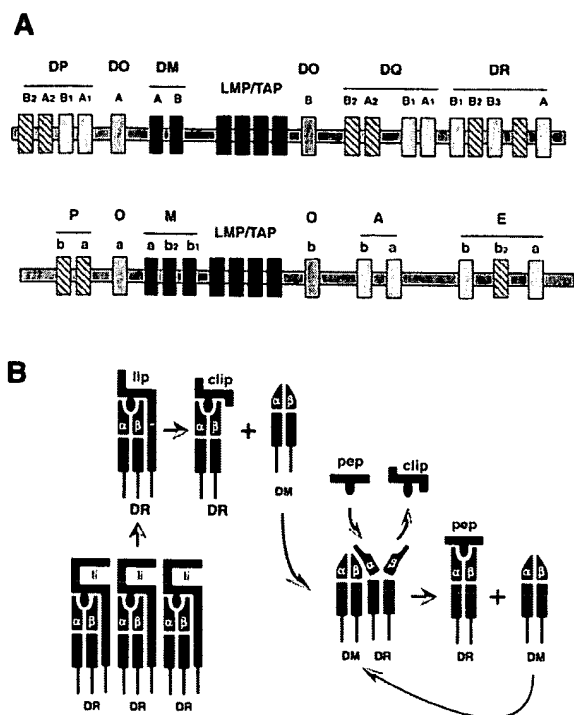 A
DP DO DM LMP/TAP DO DQ DR
B2 A2 B1 A1 A A B B B2 A2 B1 A1 B1 B2 B3 A
P O M LMP/TAP O A E
b a a a b2 b1 b b a b b2 a
B
lip clip
α β α β α β
DR DM
pep clip
Ii Ii Ii
α β α β α β
DR DR DR
α β α β
DM DR
pep
α β α β
DR DM